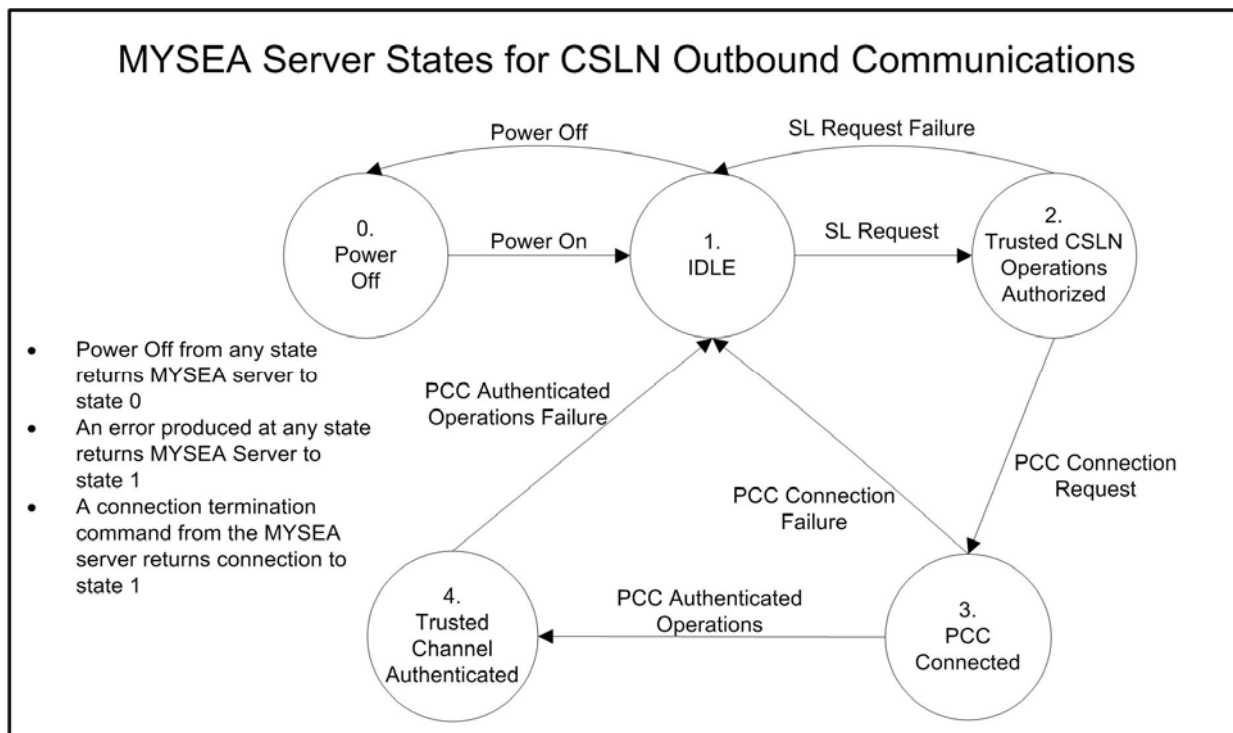 MYSEA Server States for CSLN Outbound Communications
Power Off
SL Request Failure
0.
Power
Off
Power On
1.
IDLE
SL Request
2.
Trusted CSLN
Operations
Authorized
• Power Off from any state
returns MYSEA server to
state 0
• An error produced at any state
returns MYSEA Server to
state 1
• A connection termination
command from the MYSEA
server returns connection to
state 1
PCC Authenticated
Operations Failure
PCC Connection
Failure
PCC Connection
Request
4.
Trusted
Channel
Authenticated
PCC Authenticated
Operations
3.
PCC
Connected